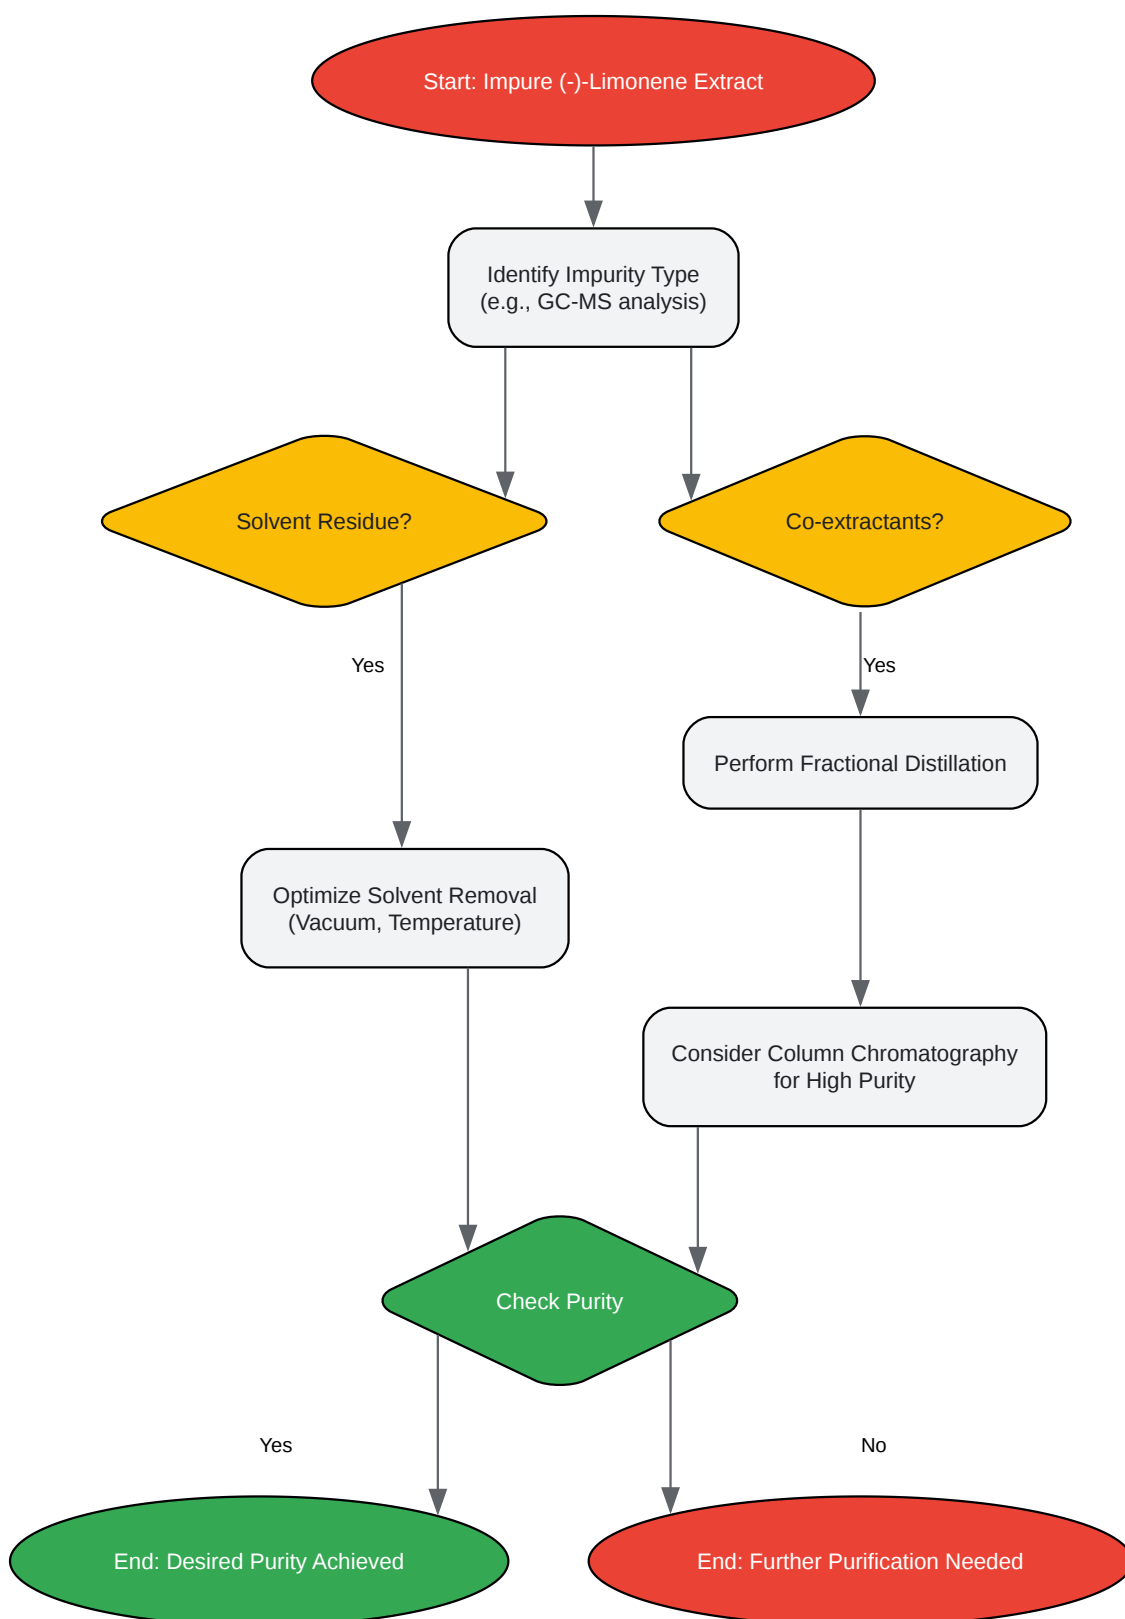 Start: Impure (-)-Limonene Extract
Identify Impurity Type
(e.g., GC-MS analysis)
Solvent Residue?
Co-extractants?
Yes
Yes
Perform Fractional Distillation
Optimize Solvent Removal
(Vacuum, Temperature)
Consider Column Chromatography
for High Purity
Check Purity
Yes
No
End: Desired Purity Achieved
End: Further Purification Needed